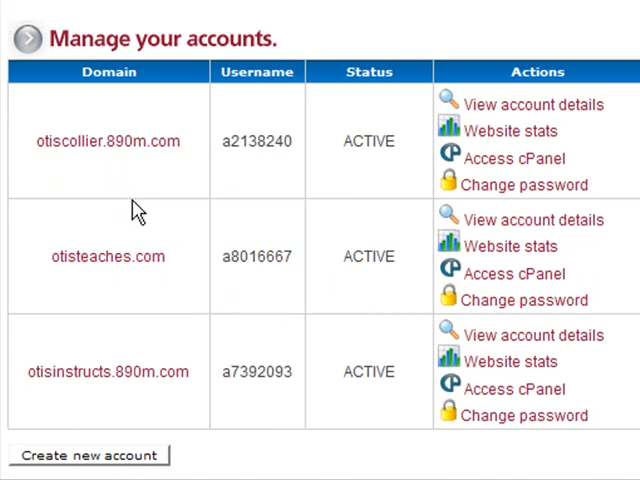 Manage your accounts.
Domain Username Status Actions
otiscollier.890m.com a2138240 ACTIVE
View account details
Website stats
Access cPanel
Change password
otisteaches.com a8016667 ACTIVE
View account details
Website stats
Access cPanel
Change password
otisinstructs.890m.com a7392093 ACTIVE
View account details
Website stats
Access cPanel
Change password
Create new account